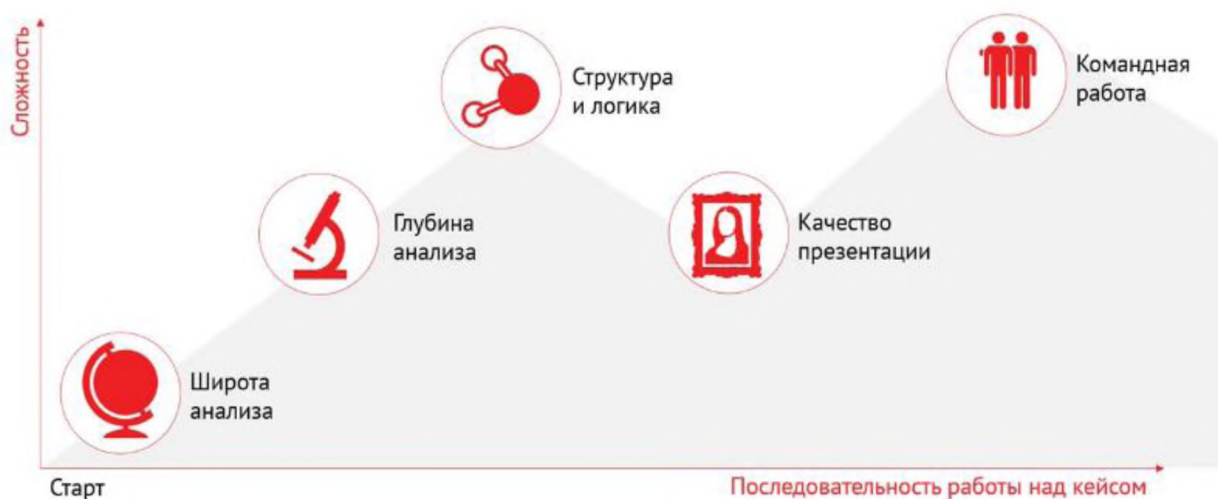 Сложность
Структура
и логика
Командная
работа
Глубина
анализа
Качество
презентации
Широта
анализа
Старт
Последовательность работы над кейсом